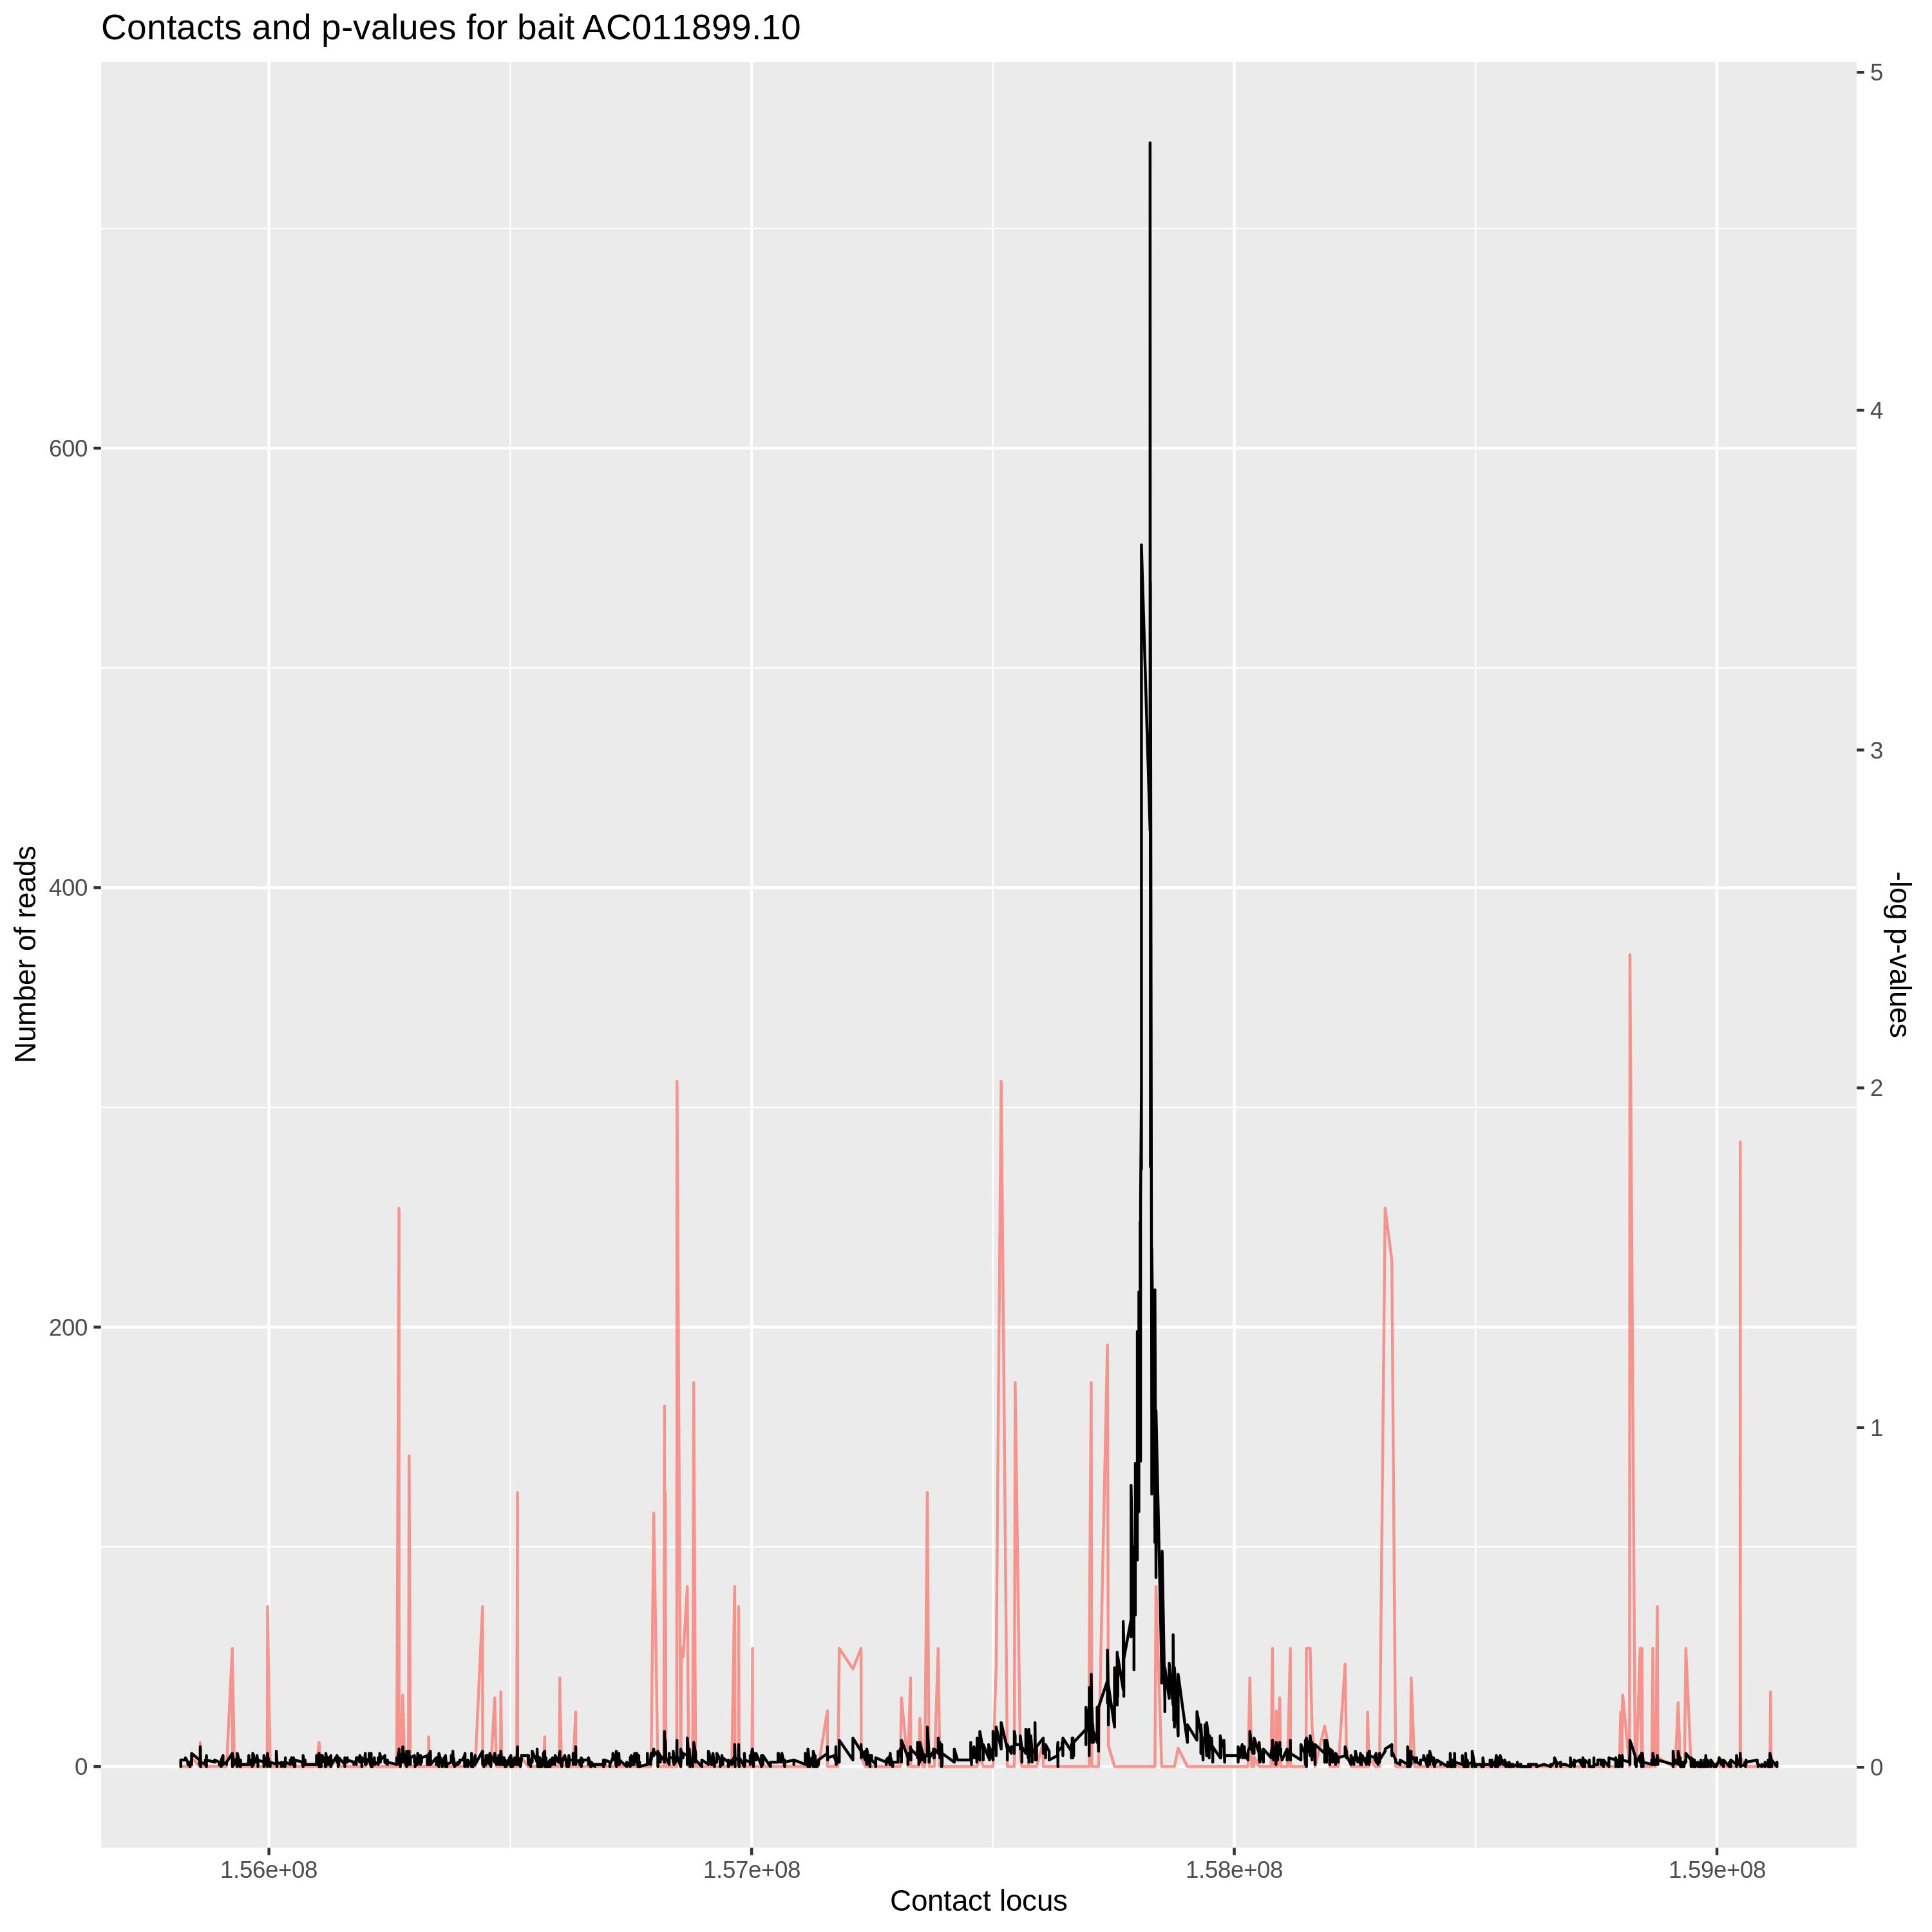 Contacts and p-values for bait AC011899.10
Number of reads
600
400
200
0
5
4
3
2
1
0
-log p-values
1.56e+08 1.57e+08 1.58e+08 1.59e+08
Contact locus